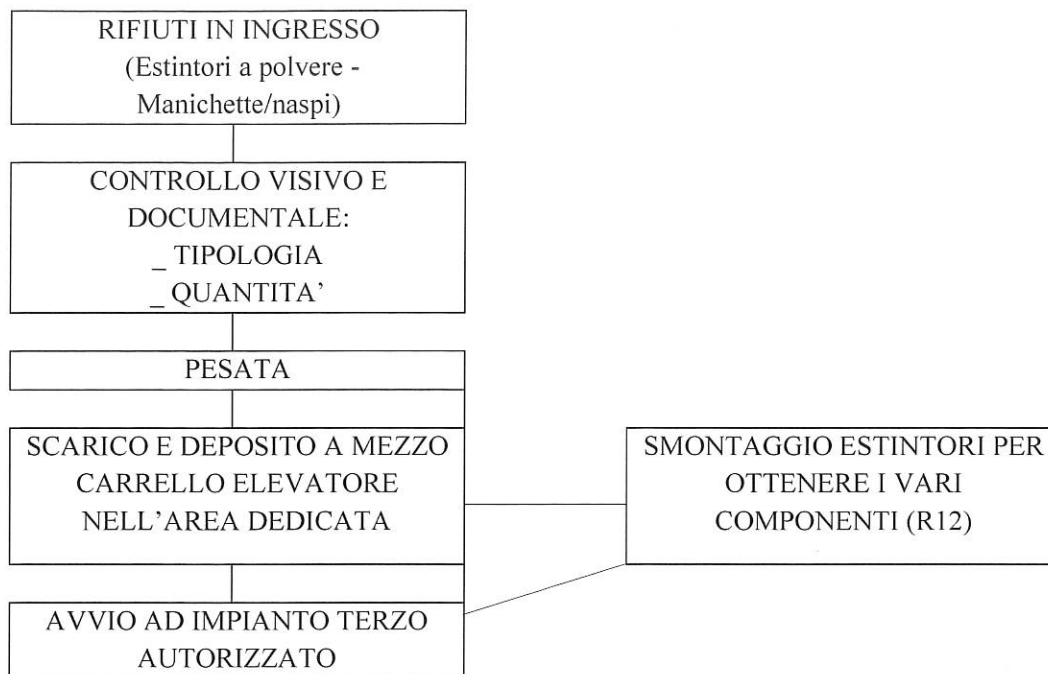 RIFIUTI IN INGRESSO
(Estintori a polvere -
Manichette/naspi)
CONTROLLO VISIVO E
DOCUMENTALE:
_ TIPOLOGIA
_ QUANTITA’
PESATA
SCARICO E DEPOSITO A MEZZO
CARRELLO ELEVATORE
NELL’AREA DEDICATA
SMONTAGGIO ESTINTORI PER
OTTENERE I VARI
COMPONENTI (R12)
AVVIO AD IMPIANTO TERZO
AUTORIZZATO